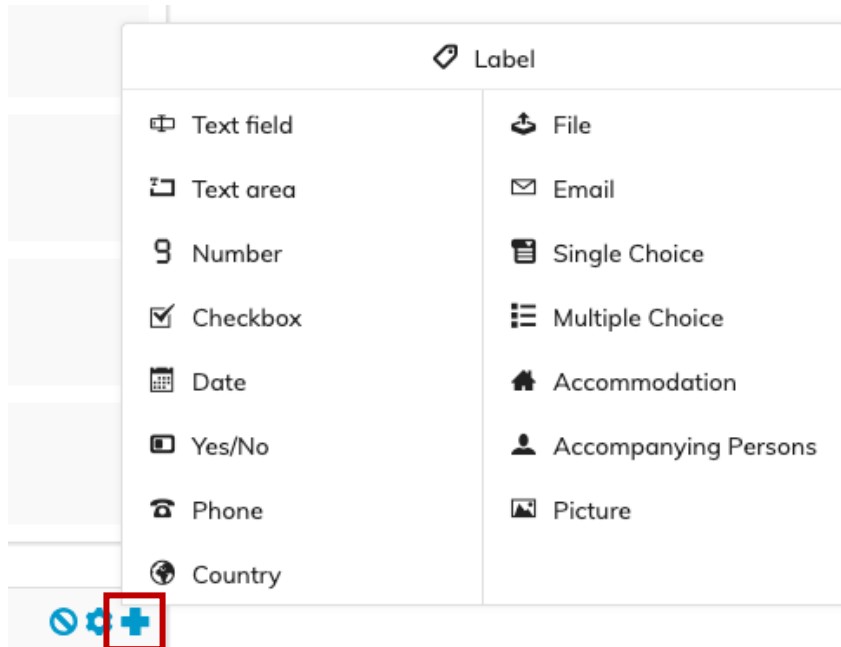 Label
Text field
Text area
Number
Checkbox
Date
Yes/No
Phone
Country
File
Email
Single Choice
Multiple Choice
Accommodation
Accompanying Persons
Picture